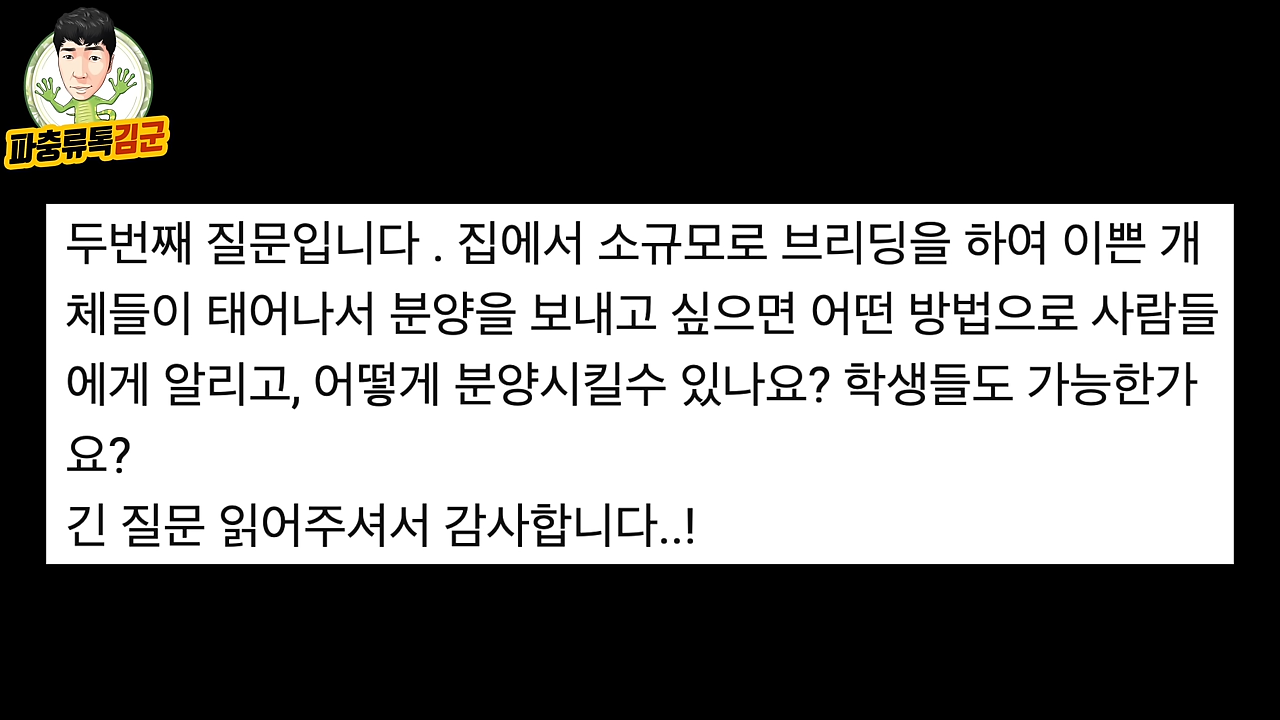 파충류톡김군
두번째 질문입니다 . 집에서 소규모로 브리딩을 하여 이쁜 개
체들이 태어나서 분양을 보내고 싶으면 어떤 방법으로 사람들
에게 알리고, 어떻게 분양시킬수 있나요? 학생들도 가능한가
요?
긴 질문 읽어주셔서 감사합니다..!